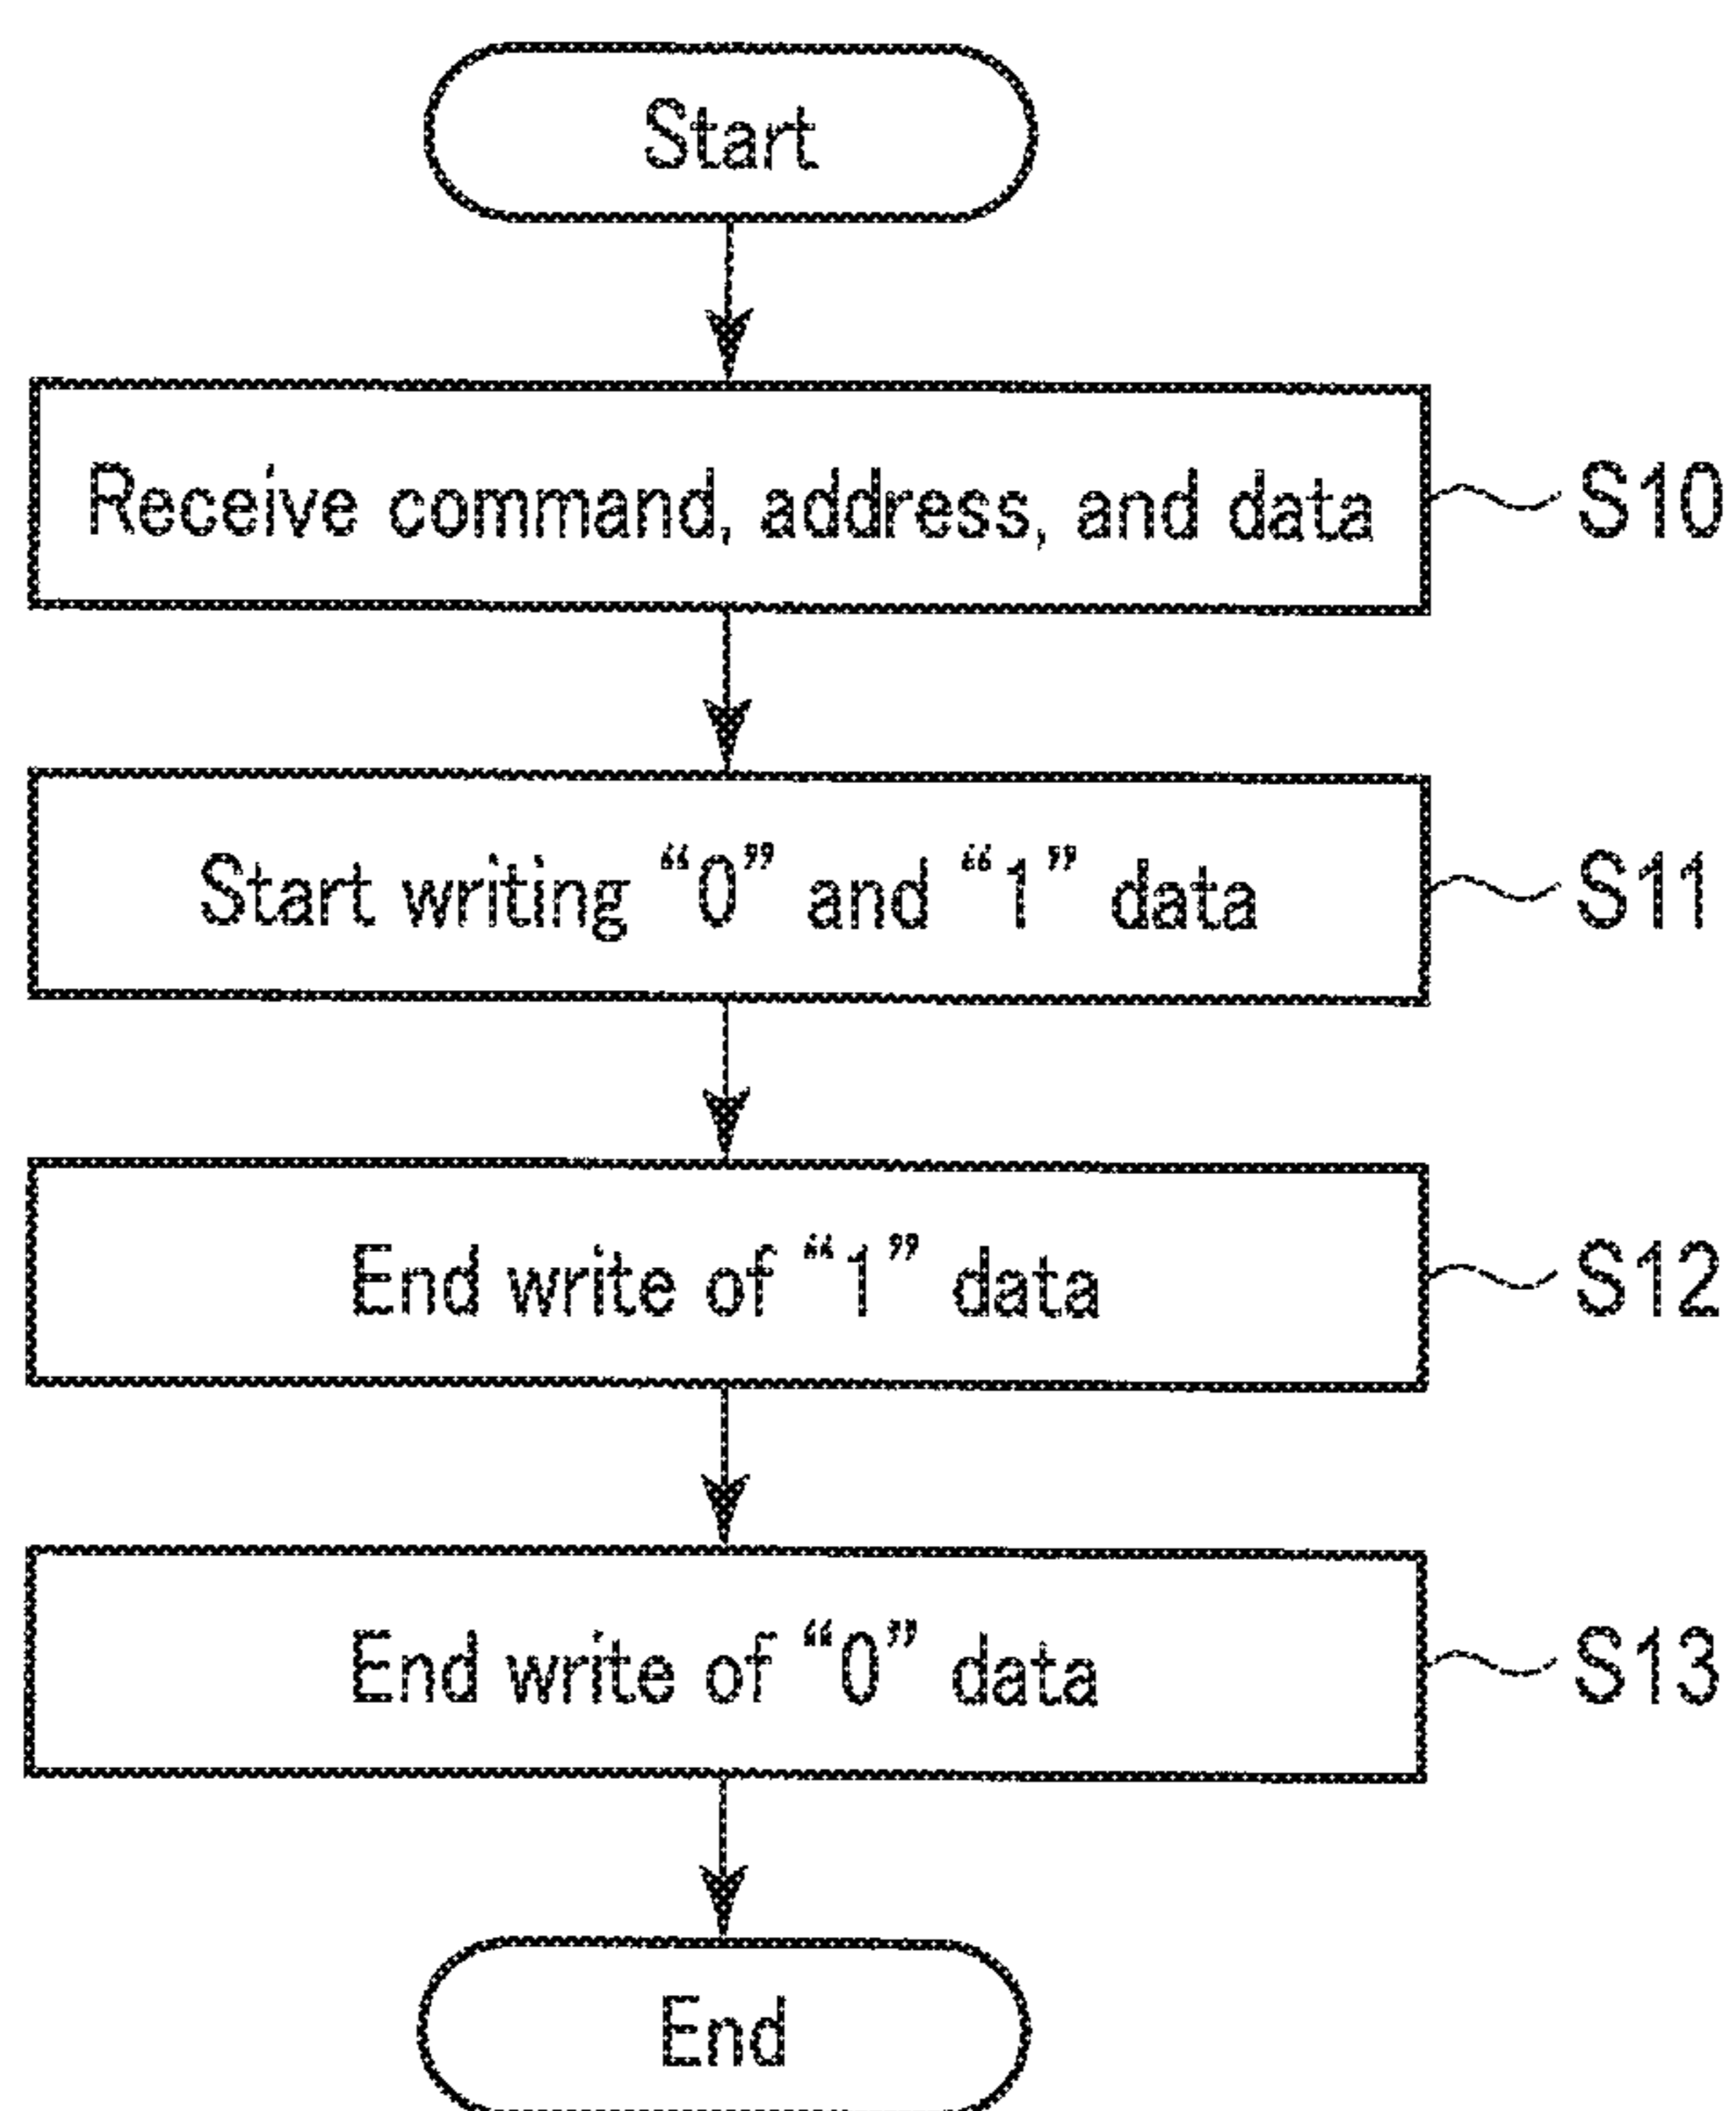 Start
Receive command, address, and data
S10
Start writing “0” and “1” data
S11
End write of “1” data
S12
End write of “0” data
S13
End